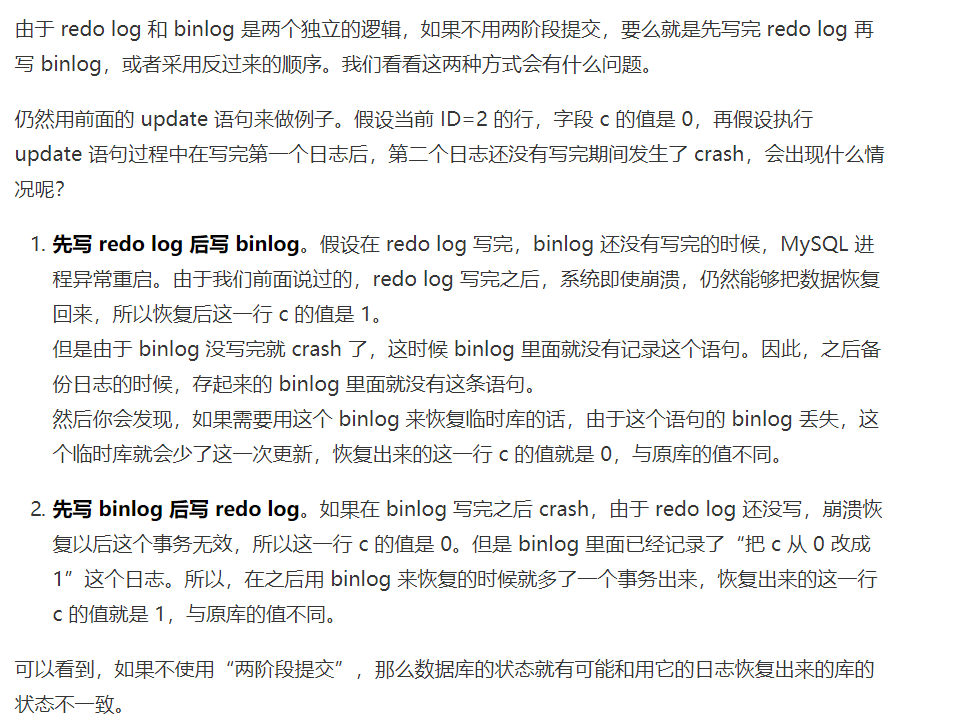 由于 redo log 和 binlog 是两个独立的逻辑，如果不用两阶段提交，要么就是先写完 redo log 再
写 binlog，或者采用反过来的顺序。我们看看这两种方式会有什么问题。
仍然用前面的 update 语句来做例子。假设当前 ID=2 的行，字段 c 的值是 0，再假设执行
update 语句过程中在写完第一个日志后，第二个日志还没有写完期间发生了 crash，会出现什么情
况呢？
1. 先写 redo log 后写 binlog。假设在 redo log 写完，binlog 还没有写完的时候，MySQL 进
程异常重启。由于我们前面说过的，redo log 写完之后，系统即使崩溃，仍然能够把数据恢复
回来，所以恢复后这一行 c 的值是 1。
但是由于 binlog 没写完就 crash 了，这时候 binlog 里面就没有记录这个语句。因此，之后备
份日志的时候，存起来的 binlog 里面就没有这条语句。
然后你会发现，如果需要用这个 binlog 来恢复临时库的话，由于这个语句的 binlog 丢失，这
个临时库就会少了这一次更新，恢复出来的这一行 c 的值就是 0，与原库的值不同。
2. 先写 binlog 后写 redo log。如果在 binlog 写完之后 crash，由于 redo log 还没写，崩溃恢
复以后这个事务无效，所以这一行 c 的值是 0。但是 binlog 里面已经记录了“把 c 从 0 改成
1”这个日志。所以，在之后用 binlog 来恢复的时候就多了一个事务出来，恢复出来的这一行
c 的值就是 1，与原库的值不同。
可以看到，如果不使用“两阶段提交”，那么数据库的状态就有可能和用它的日志恢复出来的库的
状态不一致。